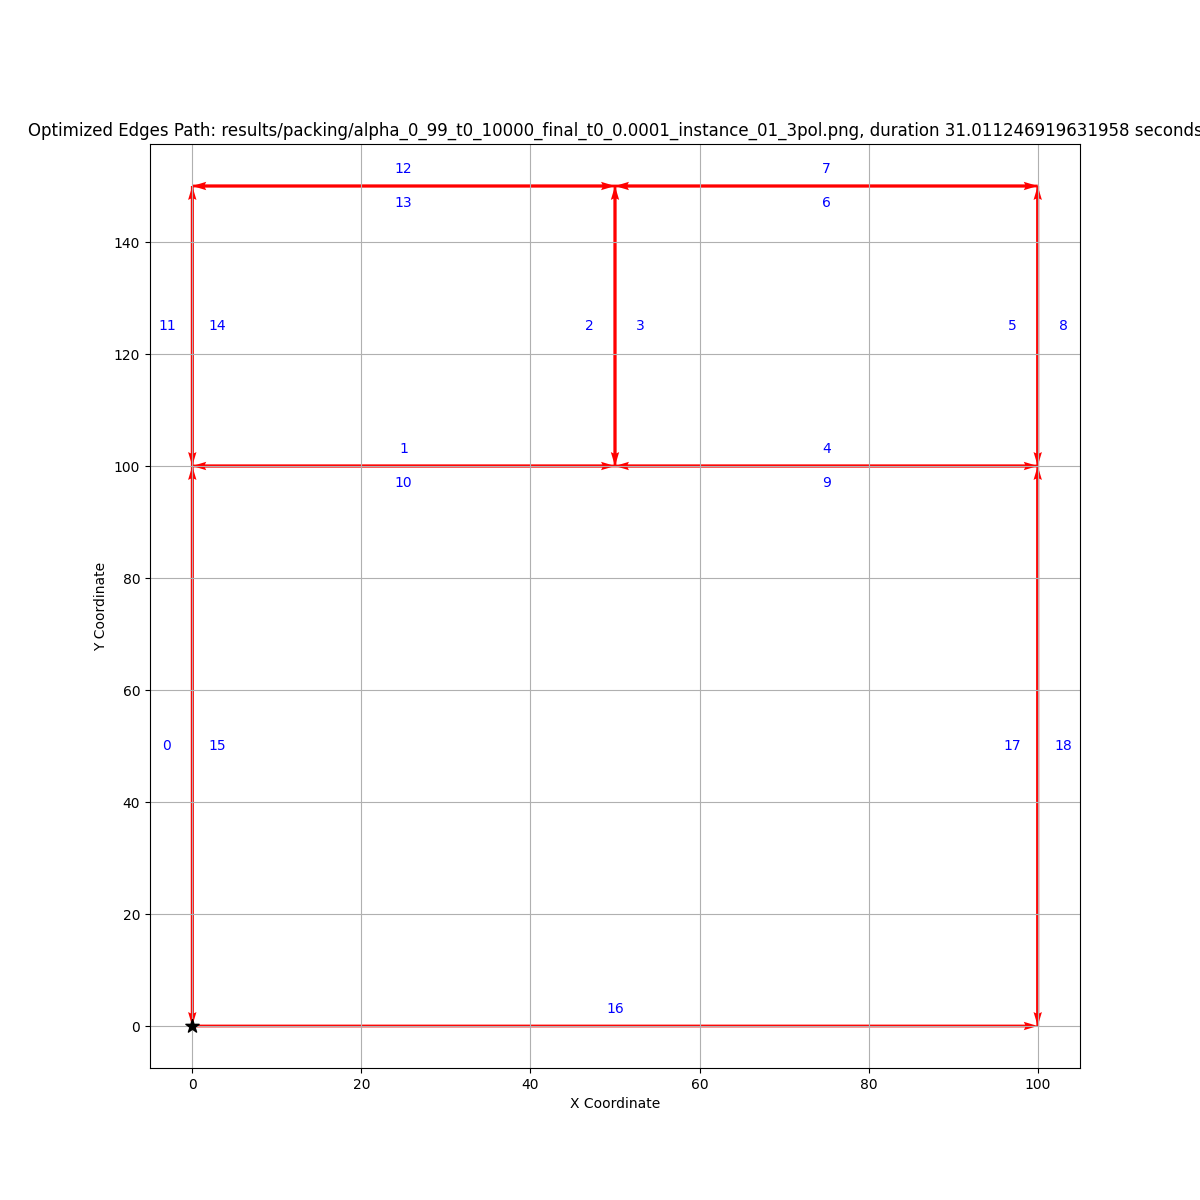 Optimized Edges Path: results/packing/alpha_0_99_t0_10000_final_t0_0.0001_instance_01_3pol.png, duration 31.011246919631958 seconds
12 7
13 6
140
11 14 2 3 5 8
120
1 4
100
10 9
80
Y Coordinate
60
0 15 17 18
40
20
16
0
0 20 40 60 80 100
X Coordinate